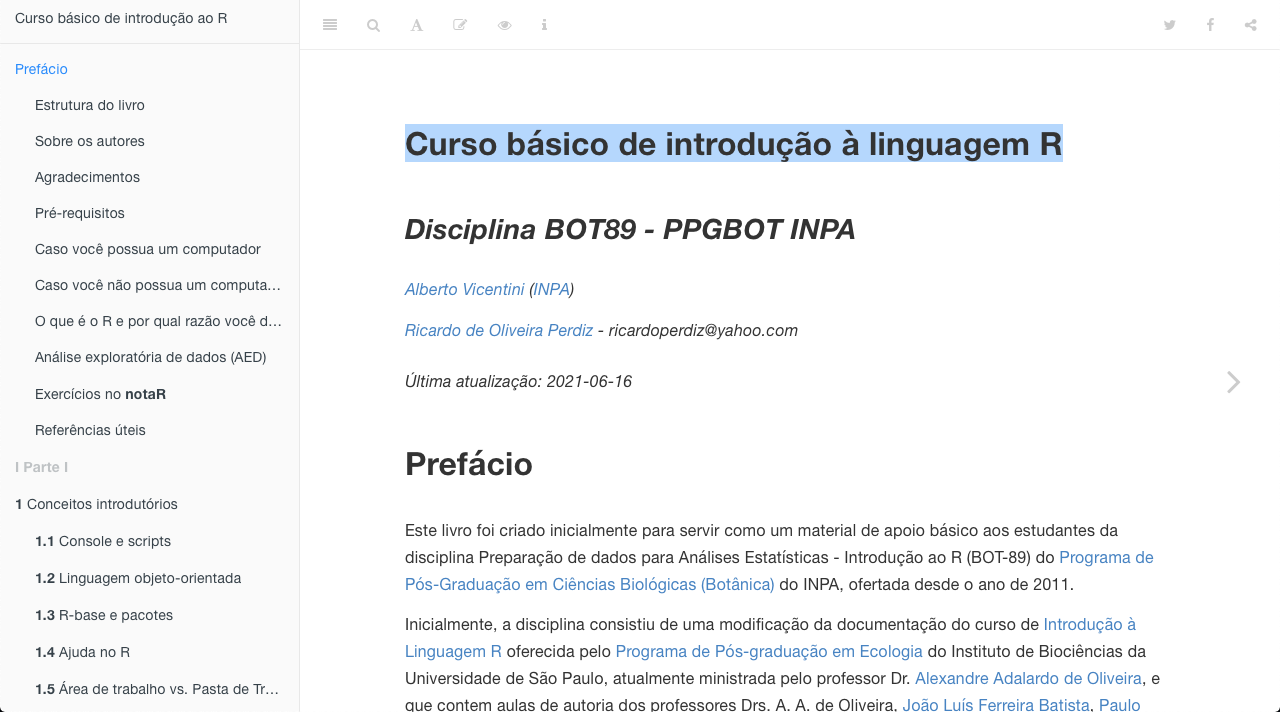 Curso básico de introdução ao R
Prefácio
Estrutura do livro
Sobre os autores
Agradecimentos
Pré-requisitos
Caso você possua um computador
Caso você não possua um computa…
O que é o R e por qual razão você d…
Análise exploratória de dados (AED)
Exercícios no notaR
Referências úteis
I Parte I
1 Conceitos introdutórios
1.1 Console e scripts
1.2 Linguagem objeto-orientada
1.3 R-base e pacotes
1.4 Ajuda no R
1.5 Área de trabalho vs. Pasta de Tr…
Curso básico de introdução à linguagem R
Disciplina BOT89 - PPGBOT INPA
Alberto Vicentini (INPA)
Ricardo de Oliveira Perdiz - ricardoperdiz@yahoo.com
Última atualização: 2021-06-16
Prefácio
Este livro foi criado inicialmente para servir como um material de apoio básico aos estudantes da
disciplina Preparação de dados para Análises Estatísticas - Introdução ao R (BOT-89) do Programa de
Pós-Graduação em Ciências Biológicas (Botânica) do INPA, ofertada desde o ano de 2011.
Inicialmente, a disciplina consistiu de uma modificação da documentação do curso de Introdução à
Linguagem R oferecida pelo Programa de Pós-graduação em Ecologia do Instituto de Biociências da
Universidade de São Paulo, atualmente ministrada pelo professor Dr. Alexandre Adalardo de Oliveira, e
que contem aulas de autoria dos professores Drs. A. A. de Oliveira, João Luís Ferreira Batista, Paulo